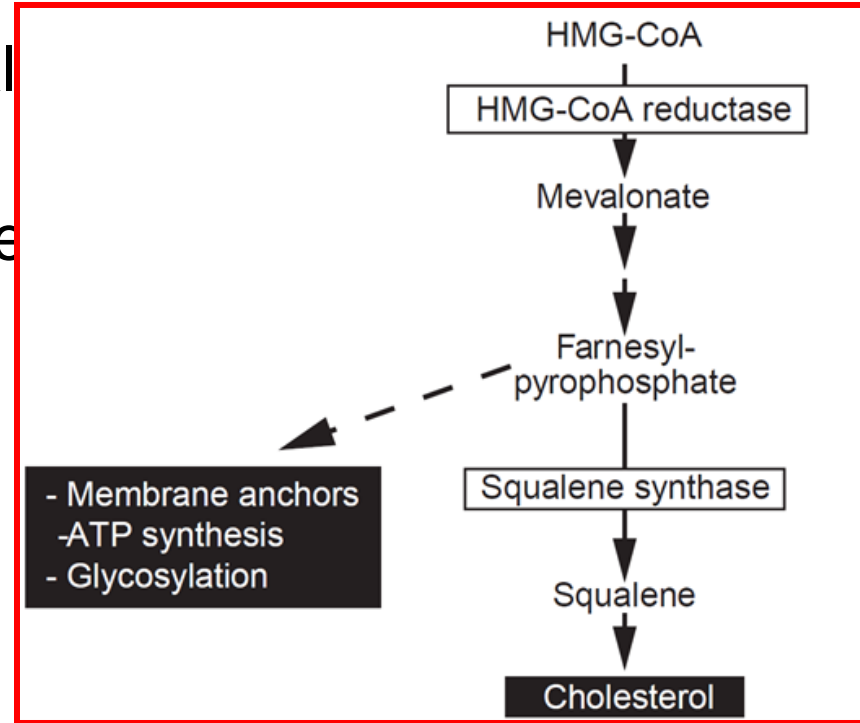 HMG-CoA
HMG-CoA reductase
Mevalonate
Farnesyl-
pyrophosphate
- Membrane anchors
-ATP synthesis
- Glycosylation
Squalene synthase
Squalene
Cholesterol